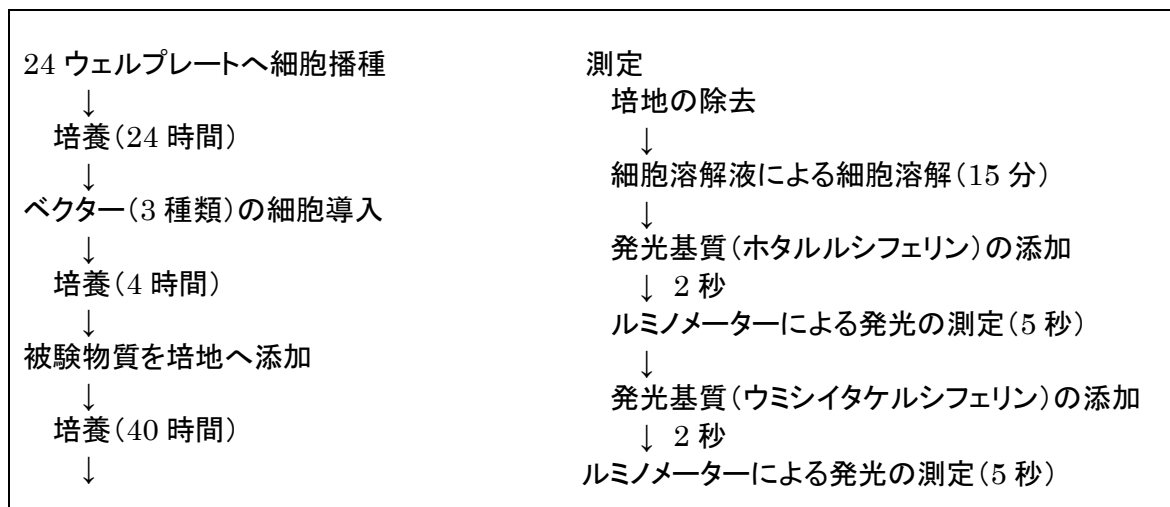 24 ウェルプレートへ細胞播種
↓
培養(24 時間)
↓
ベクター(3 種類)の細胞導入
↓
培養(4 時間)
↓
被験物質を培地へ添加
↓
培養(40 時間)
↓
測定
培地の除去
↓
細胞溶解液による細胞溶解(15 分)
↓
発光基質(ホタルルシフェリン)の添加
↓ 2 秒
ルミノメーターによる発光の測定(5 秒)
↓
発光基質(ウミシイタケルシフェリン)の添加
↓ 2 秒
ルミノメーターによる発光の測定(5 秒)